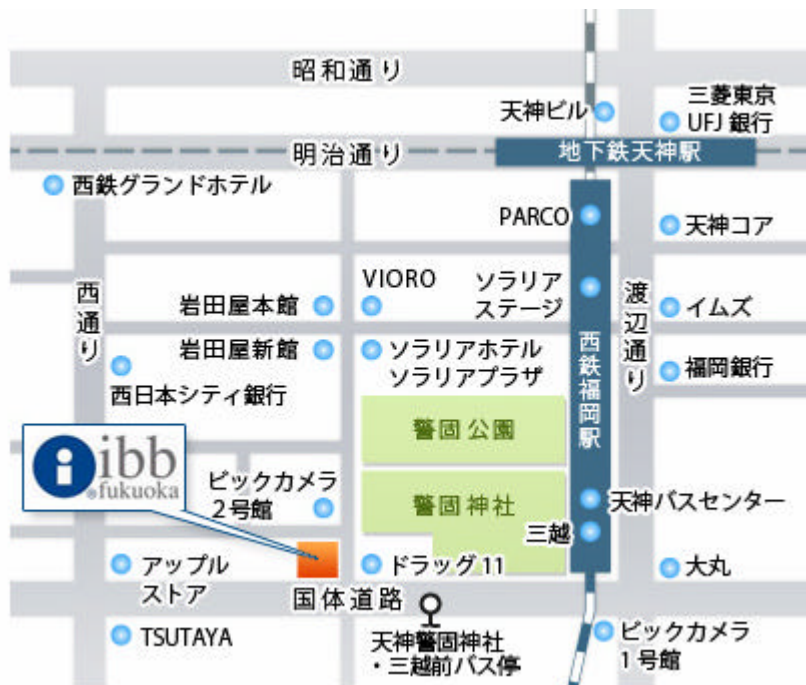 昭和通り
天神ビル
三菱東京
UFJ 銀行
明治通り
地下鉄天神駅
西鉄グランドホテル
PARCO
天神コア
西通り
VIORO
ソラリア
ステージ
渡辺通り
岩田屋本館
イムズ
岩田屋新館
ソラリアホテル
ソラリアプラザ
西鉄福岡駅
福岡銀行
西日本シティ銀行
警固公園
ibb
fukuoka
ビックカメラ
2号館
警固神社
天神バスセンター
三越
アップル
ストア
ドラッグ11
大丸
国体道路
TSUTAYA
天神警固神社
・三越前バス停
ビックカメラ
1号館